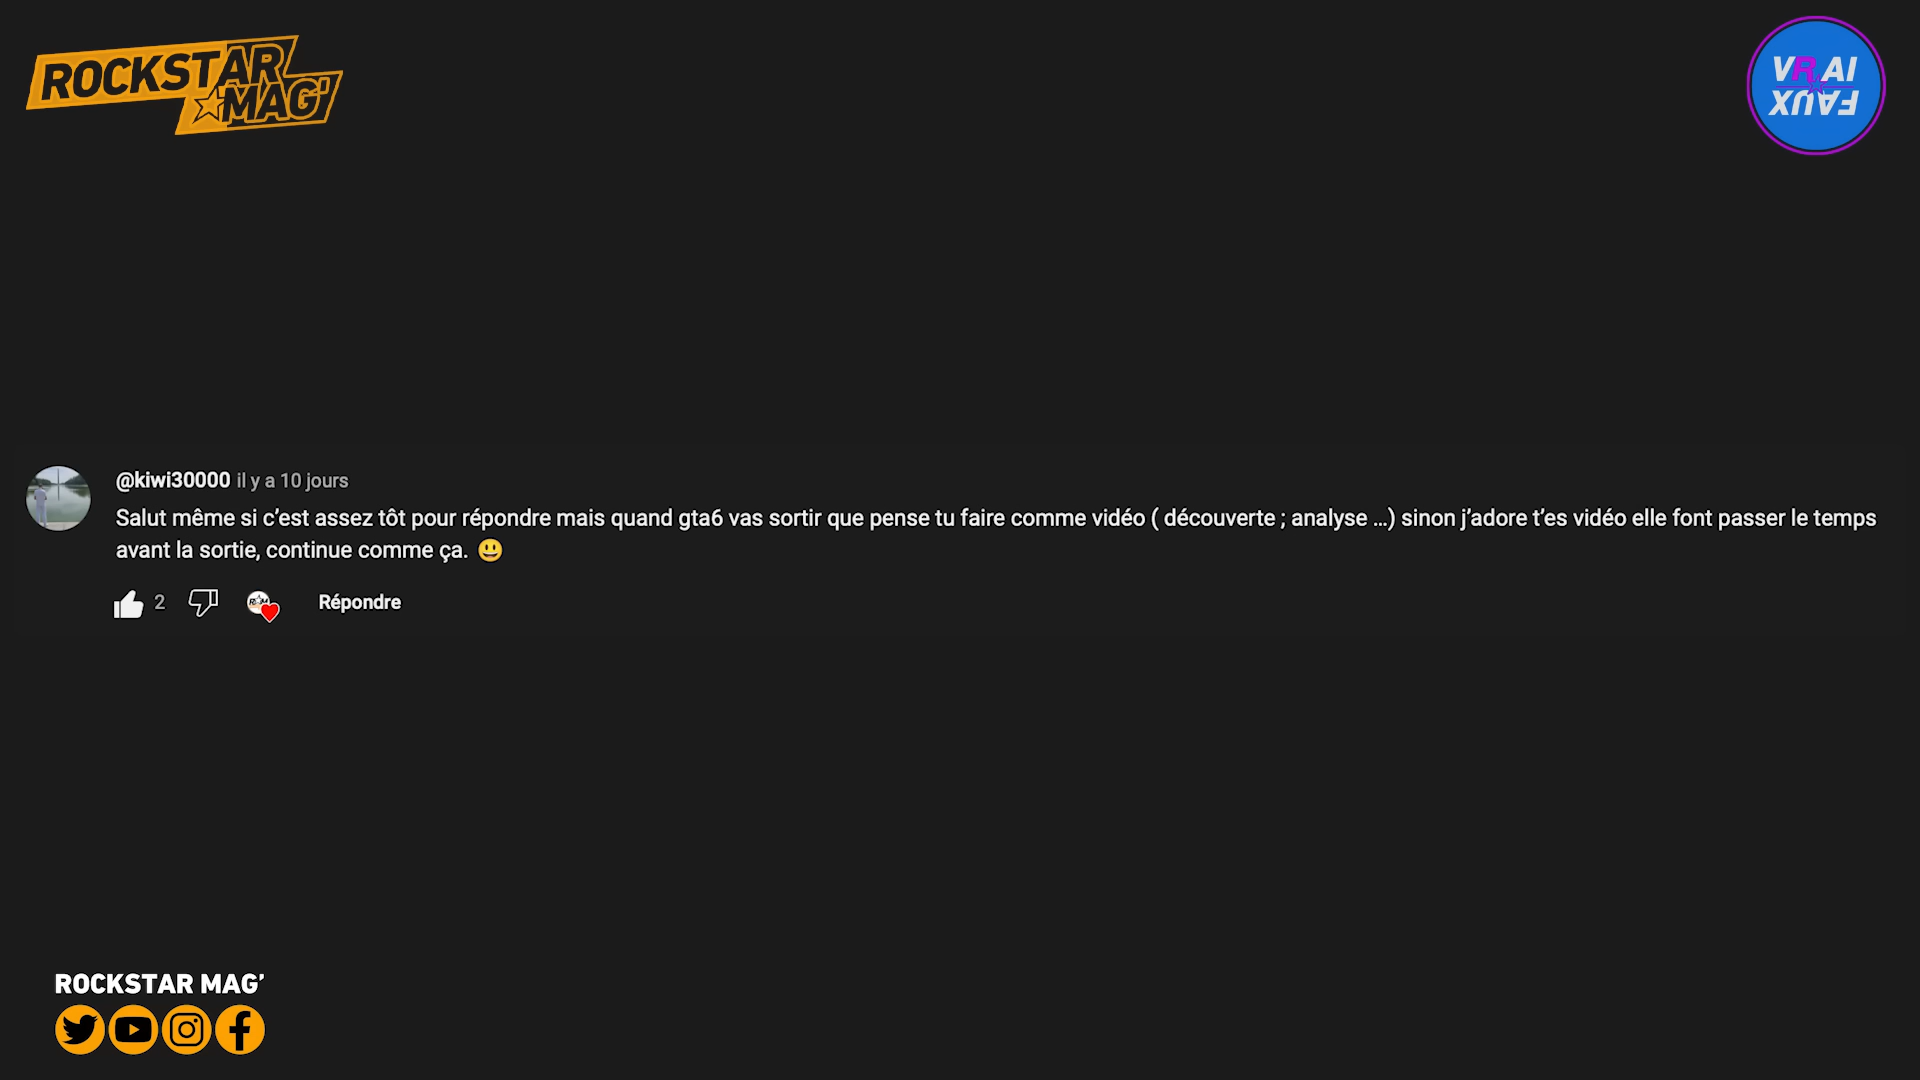 ROCKSTAR
MAG'
VRAI
FAUX
@kiwi30000 il y a 10 jours
Salut même si c’est assez tôt pour répondre mais quand gta6 vas sortir que pense tu faire comme vidéo ( découverte ; analyse ...) sinon j’adore t’es vidéo elle font passer le temps
avant la sortie, continue comme ça. 😃
2
Répondre
ROCKSTAR MAG’